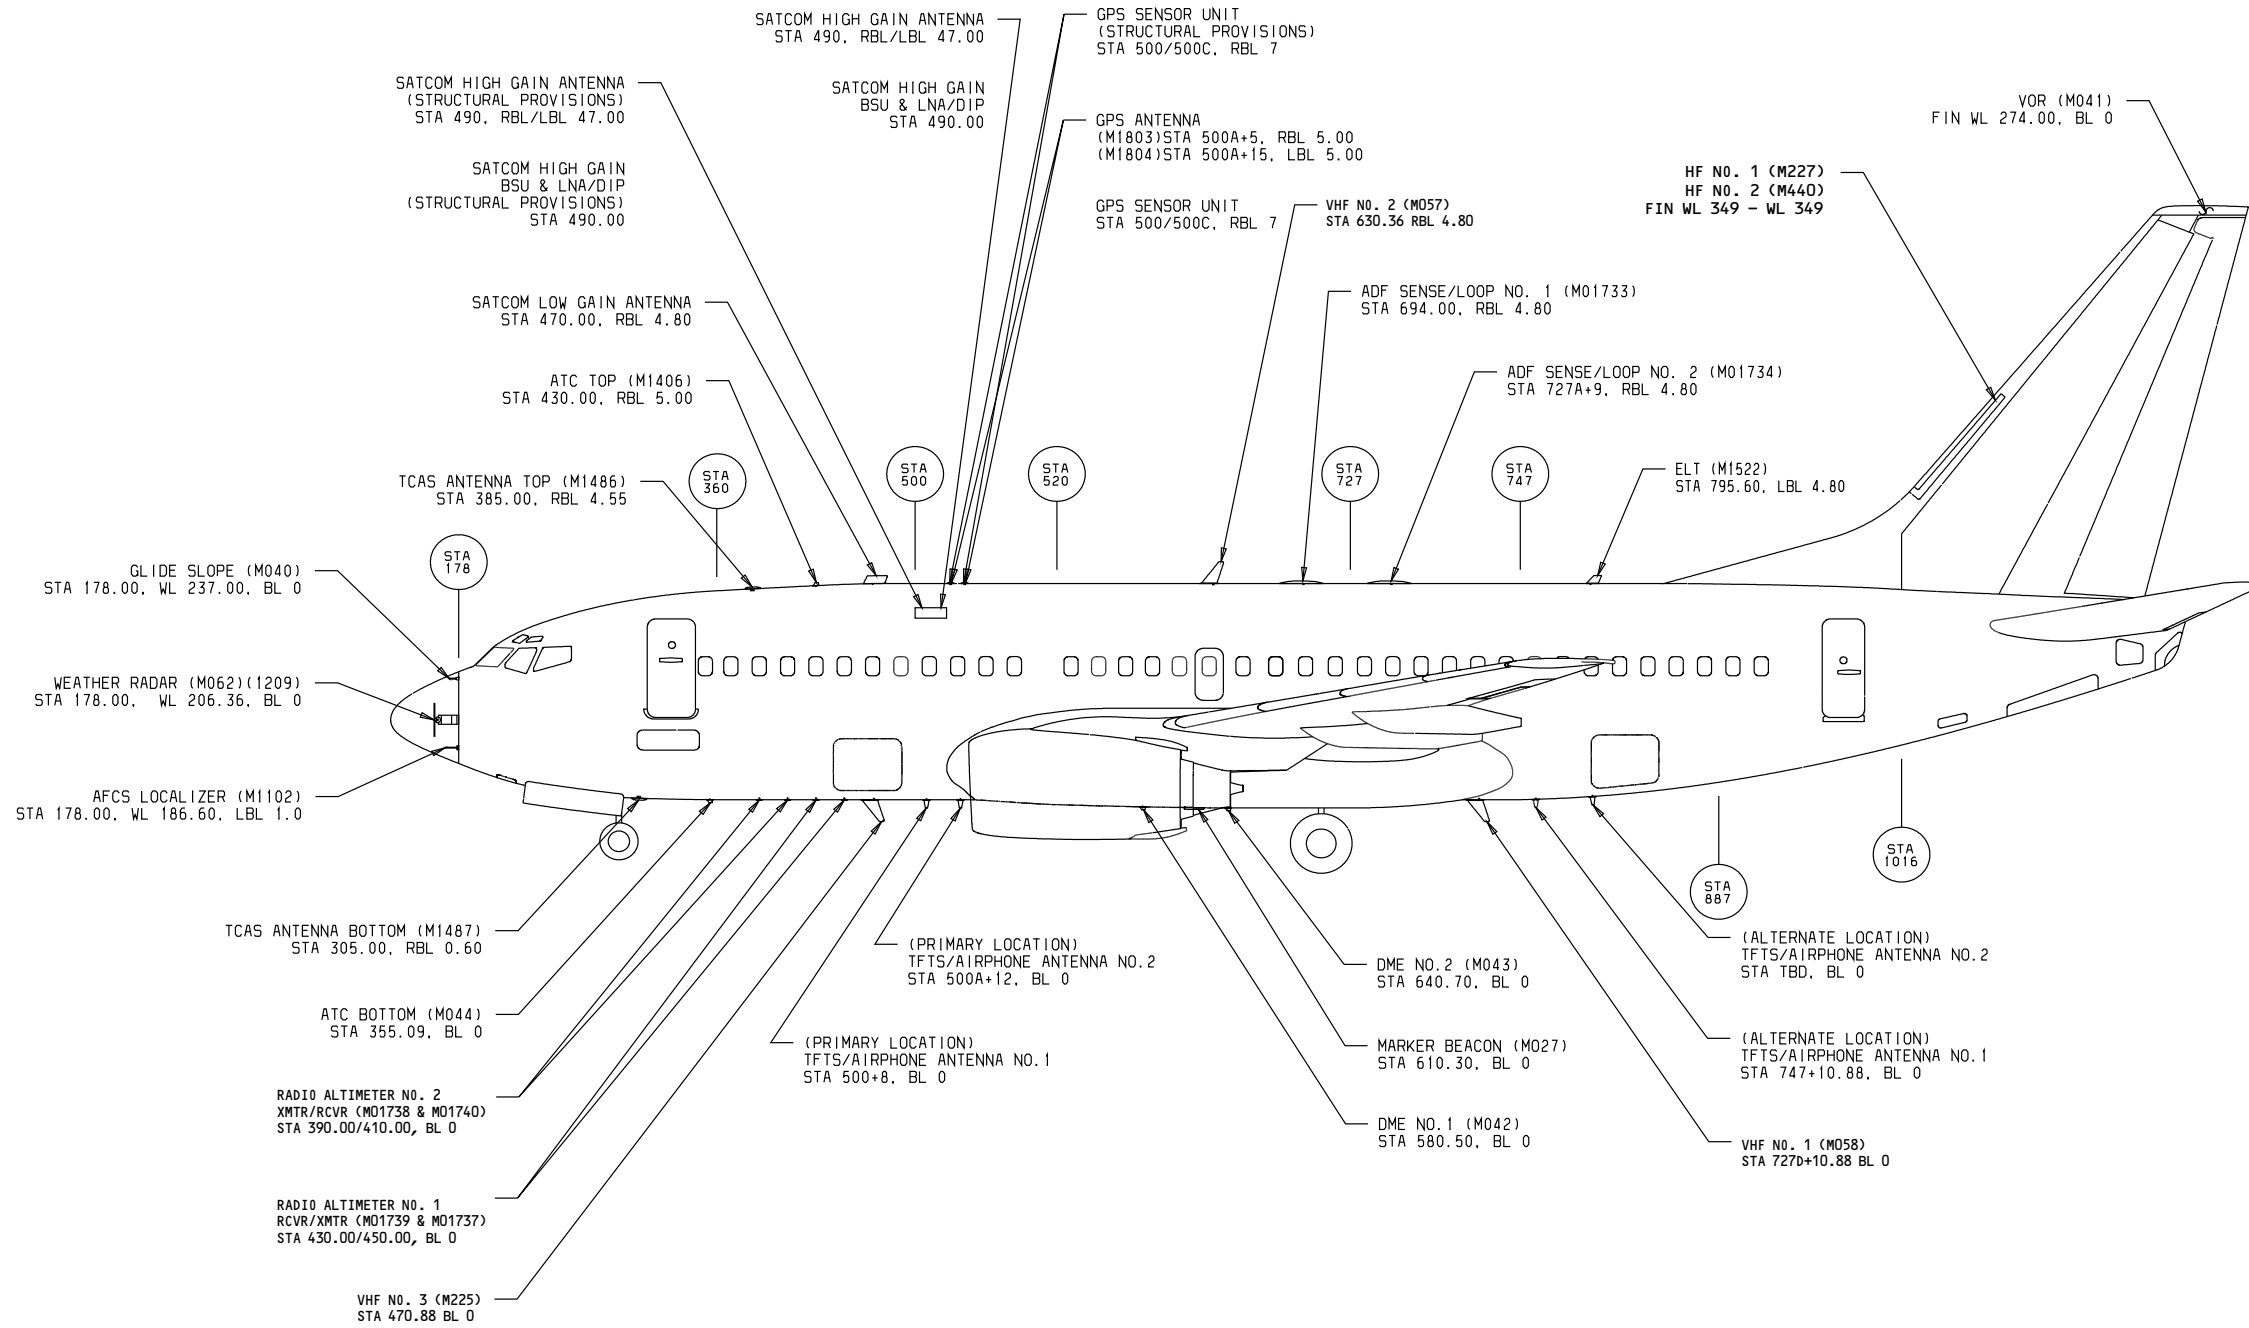 SATCOM HIGH GAIN ANTENNA
STA 490, RBL/LBL 47.00
GPS SENSOR UNIT
(STRUCTURAL PROVISIONS)
STA 500/500C, RBL 7
SATCOM HIGH GAIN ANTENNA
(STRUCTURAL PROVISIONS)
STA 490, RBL/LBL 47.00
SATCOM HIGH GAIN
BSU & LNA/DIP
STA 490.00
GPS ANTENNA
(M1803)STA 500A+5, RBL 5.00
(M1804)STA 500A+15, LBL 5.00
VOR (M041)
FIN WL 274.00, BL 0
SATCOM HIGH GAIN
BSU & LNA/DIP
(STRUCTURAL PROVISIONS)
STA 490.00
GPS SENSOR UNIT
STA 500/500C, RBL 7
VHF NO. 2 (M057)
STA 630.36 RBL 4.80
HF NO. 1 (M227)
HF NO. 2 (M440)
FIN WL 349 - WL 349
SATCOM LOW GAIN ANTENNA
STA 470.00, RBL 4.80
ADF SENSE/LOOP NO. 1 (M01733)
STA 694.00, RBL 4.80
ATC TOP (M1406)
STA 430.00, RBL 5.00
ADF SENSE/LOOP NO. 2 (M01734)
STA 727A+9, RBL 4.80
TCAS ANTENNA TOP (M1486)
STA 385.00, RBL 4.55
STA
360
STA
500
STA
520
STA
727
STA
747
ELT (M1522)
STA 795.60, LBL 4.80
STA
178
GLIDE SLOPE (M040)
STA 178.00, WL 237.00, BL 0
WEATHER RADAR (M062)(1209)
STA 178.00, WL 206.36, BL 0
AFCS LOCALIZER (M1102)
STA 178.00, WL 186.60, LBL 1.0
STA
1016
STA
887
TCAS ANTENNA BOTTOM (M1487)
STA 305.00, RBL 0.60
(PRIMARY LOCATION)
TFTS/AIRPHONE ANTENNA NO.2
STA 500A+12, BL 0
DME NO.2 (M043)
STA 640.70, BL 0
(ALTERNATE LOCATION)
TFTS/AIRPHONE ANTENNA NO.2
STA TBD, BL 0
ATC BOTTOM (M044)
STA 355.09, BL 0
(PRIMARY LOCATION)
TFTS/AIRPHONE ANTENNA NO.1
STA 500+8, BL 0
MARKER BEACON (M027)
STA 610.30, BL 0
(ALTERNATE LOCATION)
TFTS/AIRPHONE ANTENNA NO.1
STA 747+10.88, BL 0
RADIO ALTIMETER NO. 2
XMTR/RCVR (M01738 & M01740)
STA 390.00/410.00, BL 0
DME NO.1 (M042)
STA 580.50, BL 0
VHF NO. 1 (M058)
STA 727D+10.88 BL 0
RADIO ALTIMETER NO. 1
RCVR/XMTR (M01739 & M01737)
STA 430.00/450.00, BL 0
VHF NO. 3 (M225)
STA 470.88 BL 0